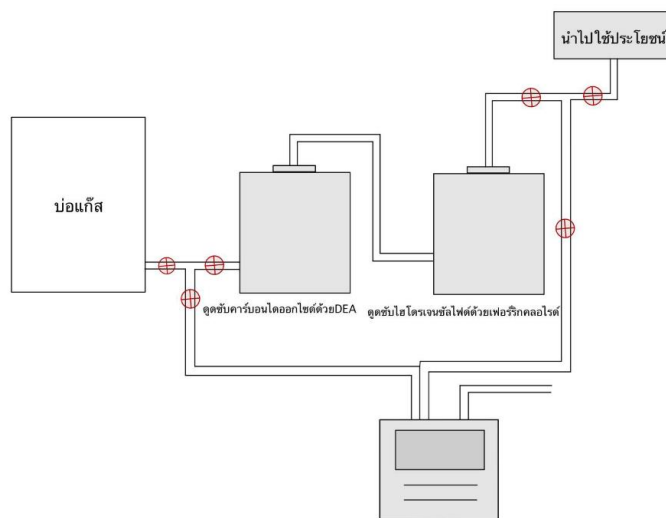 นำไปใช้ประโยชน์
บ่อแก๊ส
ดูดซับคาร์บอนไดออกไซด์ด้วยDEA
ดูดซับไฮโดรเจนซัลไฟด์ด้วยเฟอร์ริกคลอไรด์